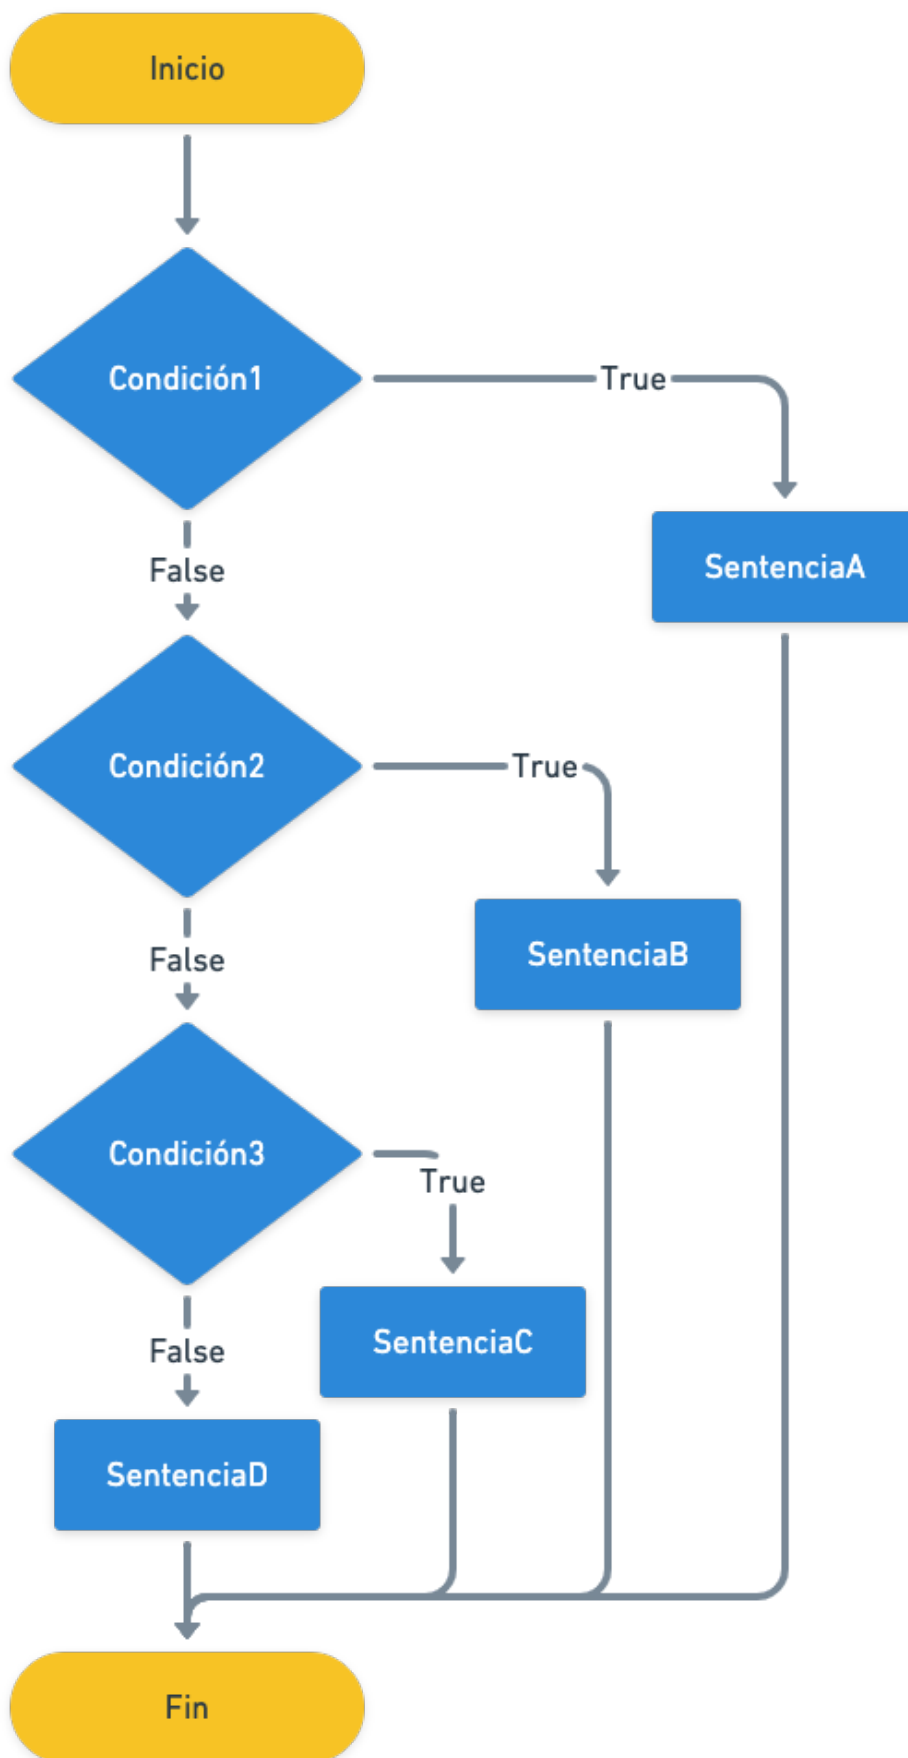 Inicio
Condición1
True
False
SentenciaA
Condición2
True
False
SentenciaB
Condición3
True
False
SentenciaC
SentenciaD
Fin